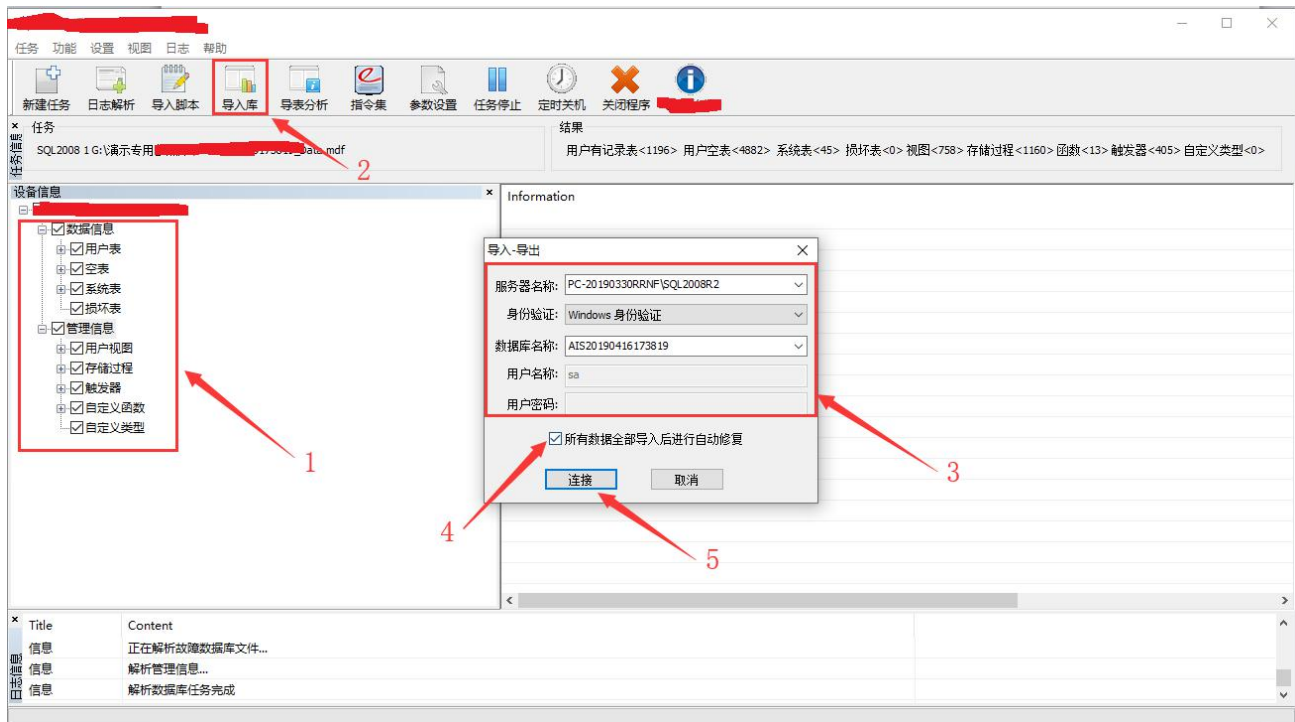 任务 功能 设置 视图 日志 帮助
新建任务 日志解析 导入脚本 导入库 导表分析 指令集 参数设置 任务停止 定时关机 关闭程序
任务信息
任务
SQL2008 1 G:\演示专用
_Data.mdf
2
结果
用户有记录表<1196> 用户空表<4882> 系统表<45> 损坏表<0> 视图<758> 存储过程<1160> 函数<13> 触发器<405> 自定义类型<0>
设备信息
数据信息
用户表
空表
系统表
损坏表
管理信息
用户视图
存储过程
触发器
自定义函数
自定义类型
1
Information
导入-导出
服务器名称: PC-20190330RRNF\SQL2008R2
身份验证: Windows 身份验证
数据库名称: AIS20190416173819
用户名称: sa
用户密码:
所有数据全部导入后进行自动修复
连接 取消
3
4
5
日志信息
Title Content
信息 正在解析故障数据库文件...
信息 解析管理信息...
信息 解析数据库任务完成